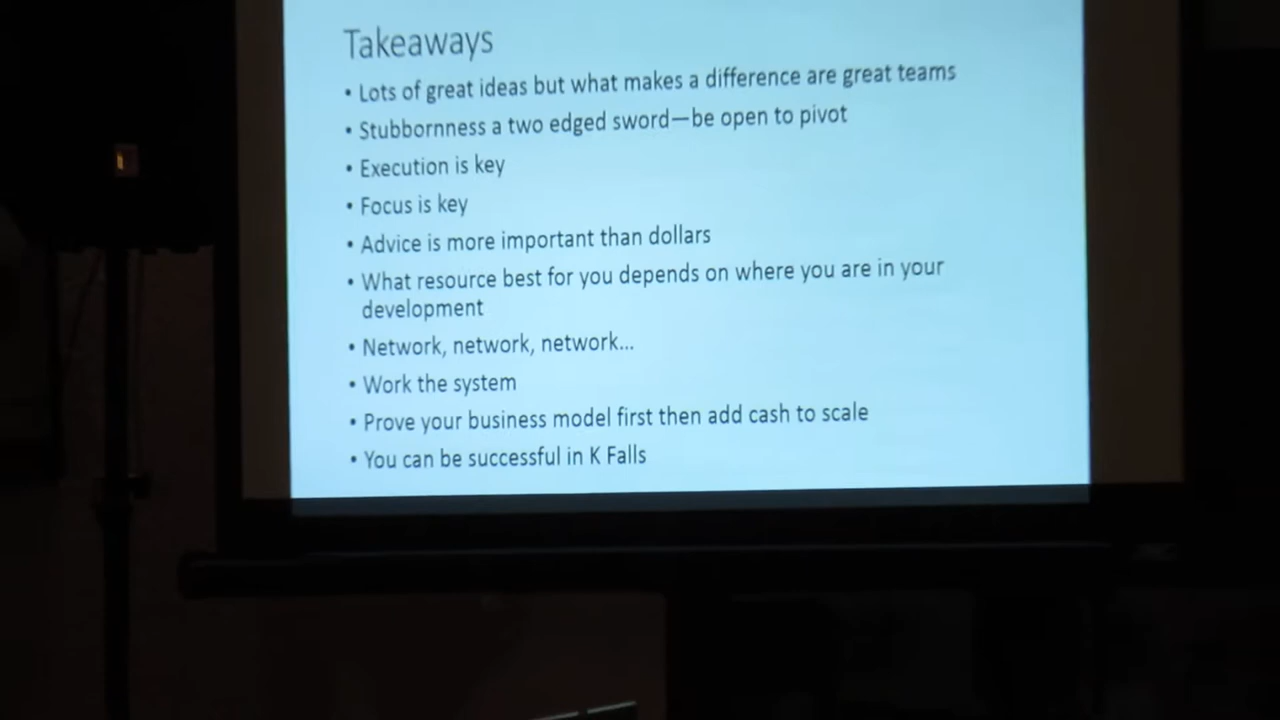 Takeaways
• Lots of great ideas but what makes a difference are great teams
• Stubbornness a two edged sword—be open to pivot
• Execution is key
• Focus is key
• Advice is more important than dollars
• What resource best for you depends on where you are in your
development
• Network, network, network...
• Work the system
• Prove your business model first then add cash to scale
• You can be successful in K Falls